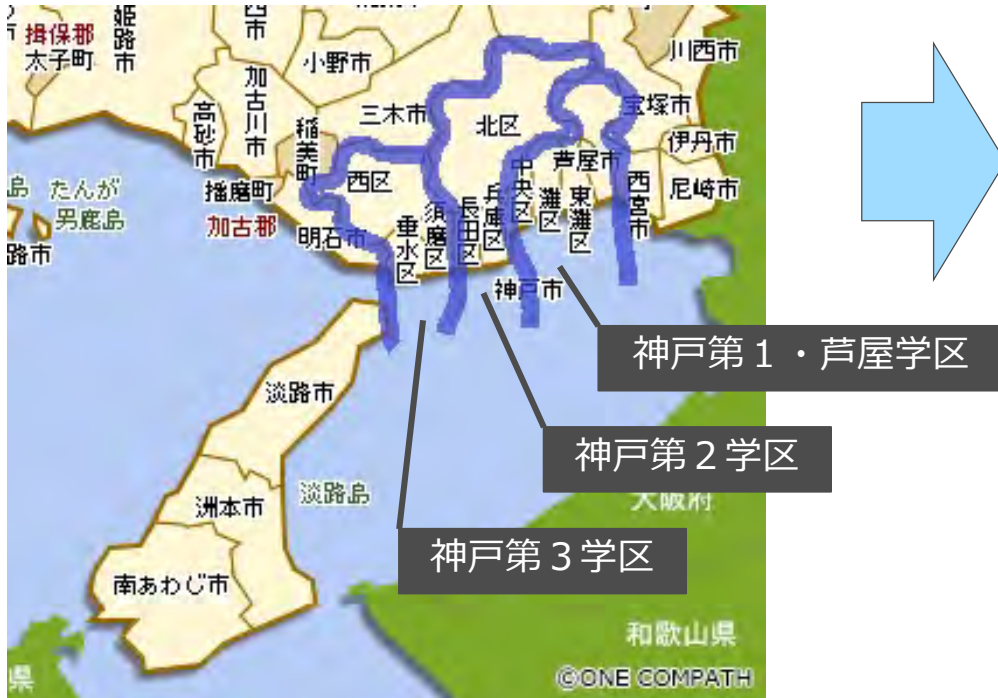 揖保郡
太子町
姫路市
市
小野市
川西市
加古川市
高砂市
稲美町
三木市
北区
宝塚市
伊丹市
尼崎市
西宮市
芦屋市
東灘区
灘区
中央区
兵庫区
長田区
須磨区
垂水区
西区
播磨町
加古郡
明石市
神戸市
島
たんが
男鹿島
路市
神戸第1・芦屋学区
神戸第2学区
神戸第3学区
淡路市
淡路島
洲本市
南あわじ市
大阪府
和歌山県
県
©ONE COMPATH